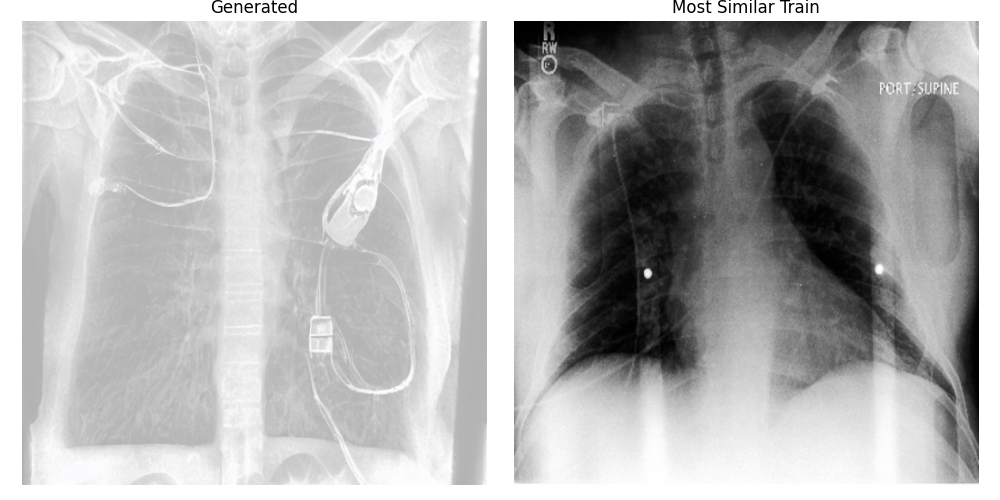 Generated
Most Similar Train
R
RW
PORT:SUPINE